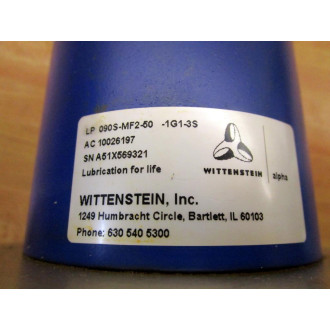 LP 090S-MF2-50 -1G1-3S
AC 10026197
SN A51X569321
Lubrication for life
WITTENSTEIN alpha
WITTENSTEIN, Inc.
1249 Humbracht Circle, Bartlett, IL 60103
Phone: 630 540 5300